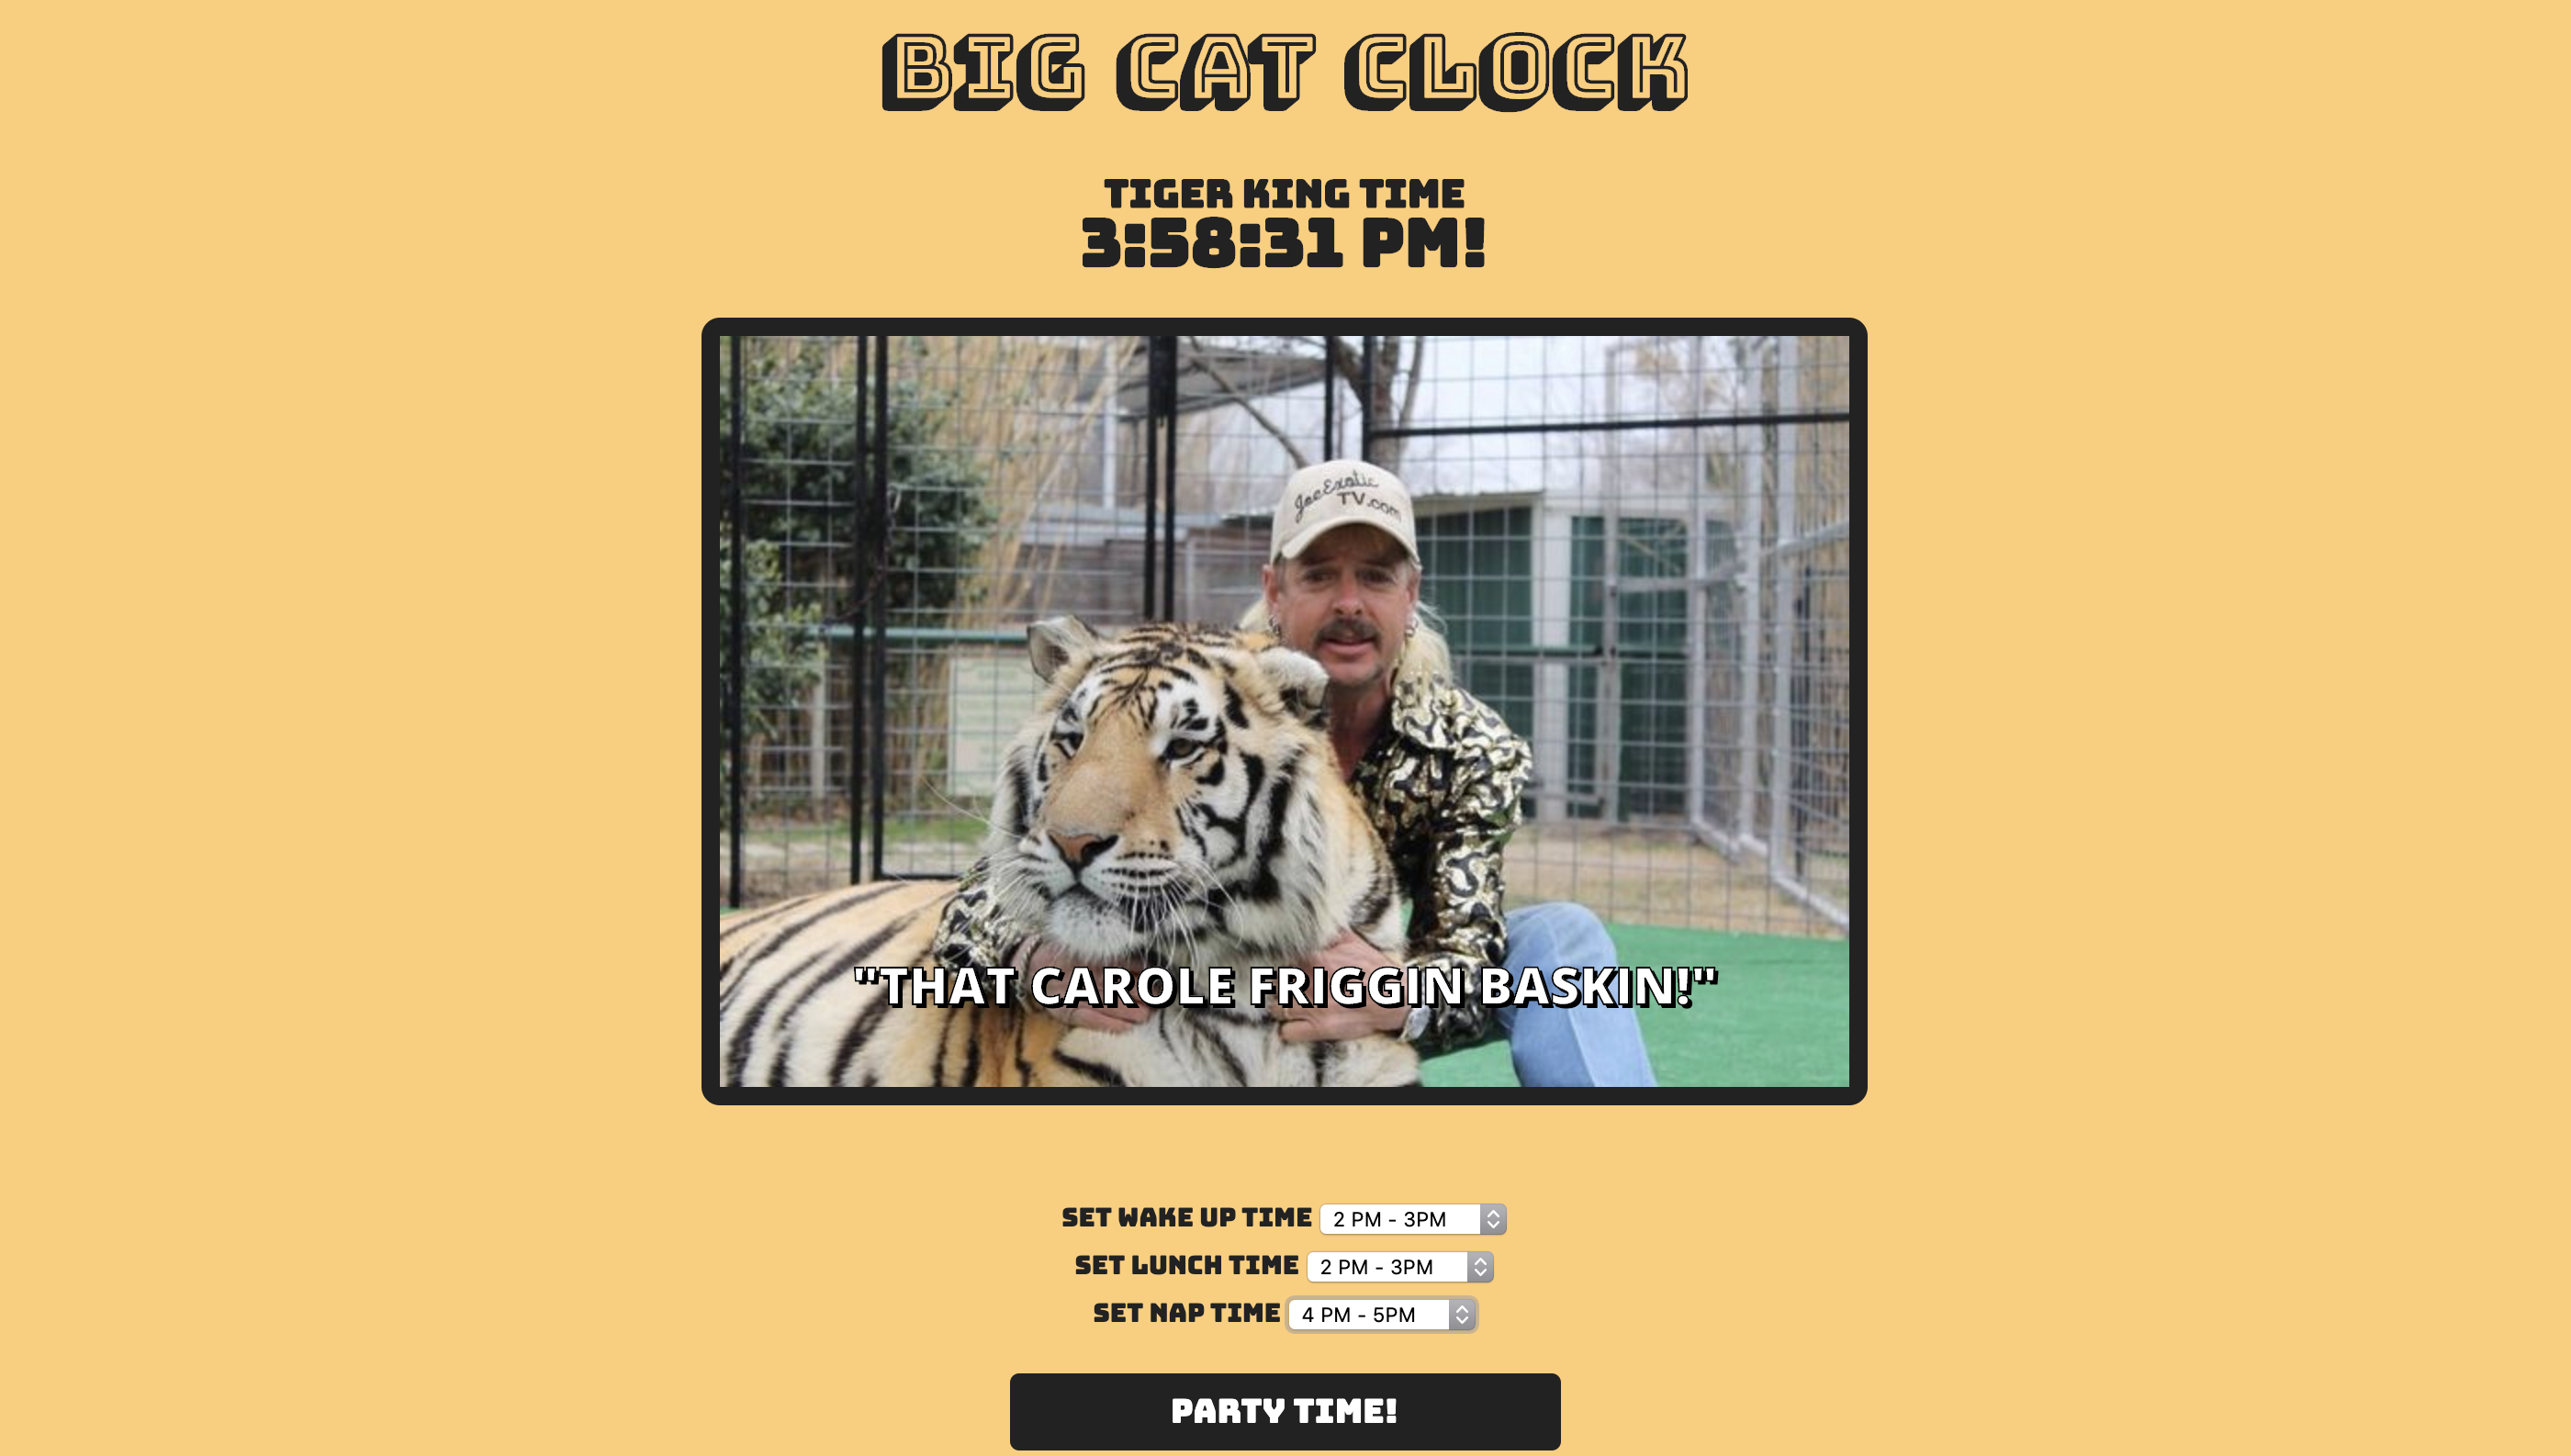 BIG CAT CLOCK
TIGER KING TIME
3:58:31 PM!
JoeExotic
TV.com
"THAT CAROLE FRIGGIN BASKIN!"
SET WAKE UP TIME 2 PM - 3PM
SET LUNCH TIME 2 PM - 3PM
SET NAP TIME 4 PM - 5PM
PARTY TIME!